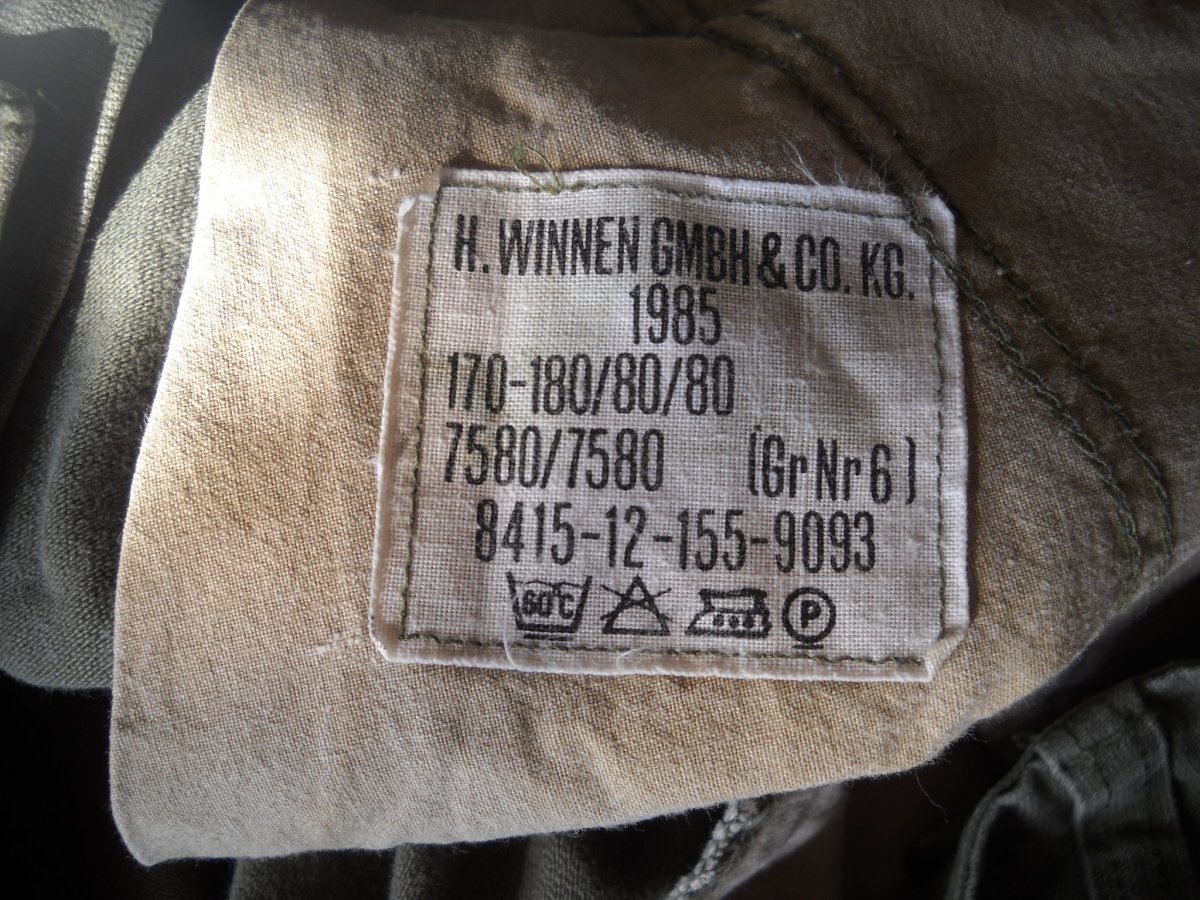 H. WINNEN GMBH & CO. KG.
1985
170-180/80/80
7580/7580 (Gr Nr 6)
8415-12-155-9093
60°C P